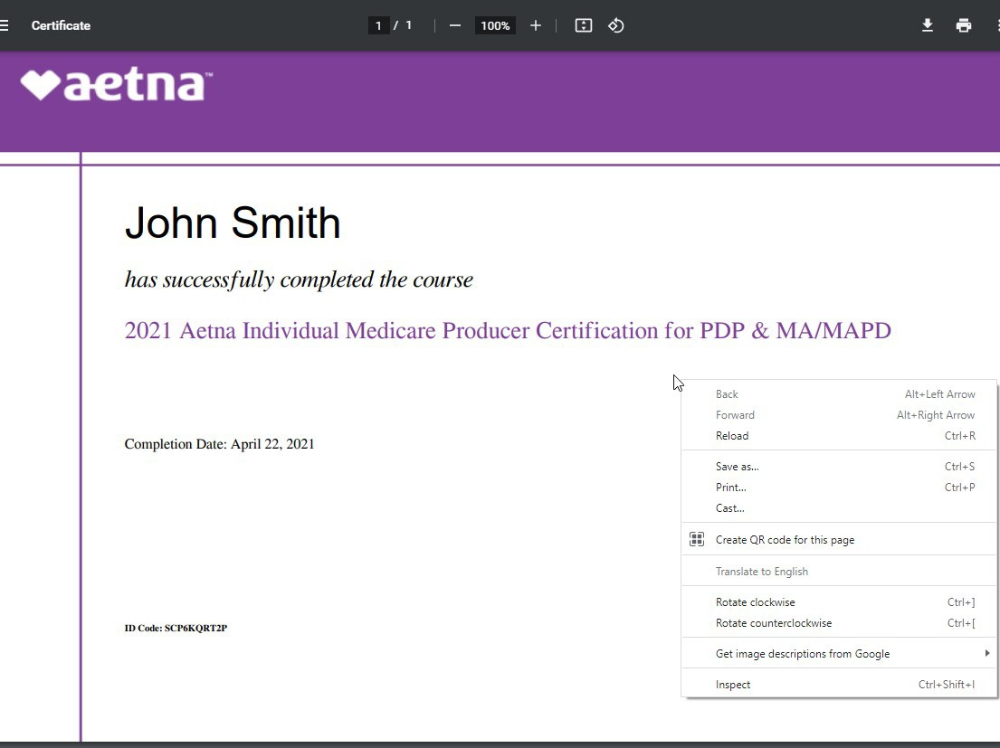 Certificate
1 / 1
100%
aetna™
John Smith
has successfully completed the course
2021 Aetna Individual Medicare Producer Certification for PDP & MA/MAPD
Completion Date: April 22, 2021
ID Code: SCP6KQRT2P
Back Alt+Left Arrow
Forward Alt+Right Arrow
Reload Ctrl+R
Save as... Ctrl+S
Print... Ctrl+P
Cast...
Create QR code for this page
Translate to English
Rotate clockwise Ctrl+]
Rotate counterclockwise Ctrl+[
Get image descriptions from Google
Inspect Ctrl+Shift+I